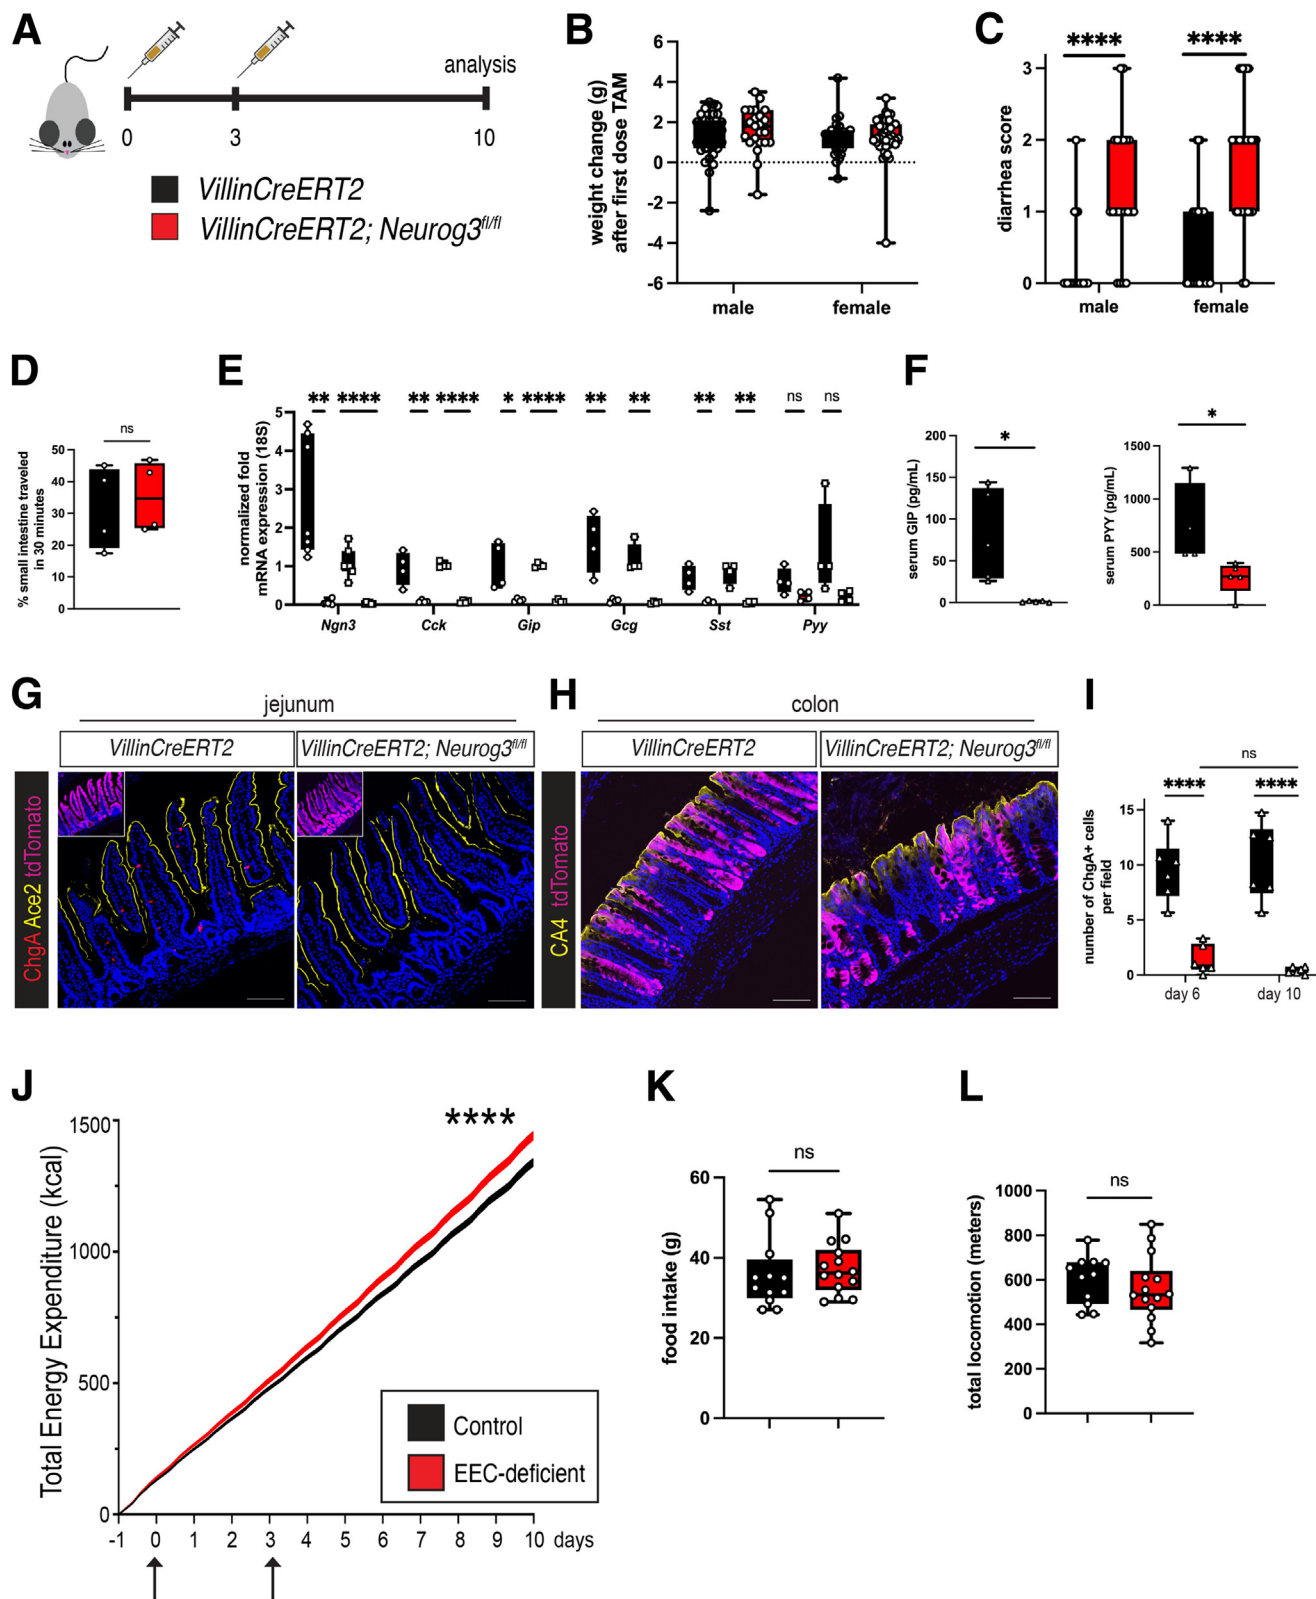 A
analysis
0
3
10
VillinCreERT2
VillinCreERT2; Neurog3fl/fl
B
weight change (g)
after first dose TAM
6
4
2
0
-2
-4
-6
male
female
C
****
****
diarrhea score
3
2
1
0
male
female
D
ns
% small intestine traveled
in 30 minutes
50
40
30
20
10
0
E
** **** ** **** * **** ** ** ** ** ns ns
normalized fold
mRNA expression (18S)
5
4
3
2
1
0
Ngn3
Cck
Gip
Gcg
Sst
Pyy
F
*
serum GIP (pg/mL)
200
150
100
50
0
*
serum PYY (pg/mL)
1500
1000
500
0
G
jejunum
VillinCreERT2
VillinCreERT2; Neurog3fl/fl
ChgA Ace2 tdTomato
H
colon
VillinCreERT2
VillinCreERT2; Neurog3fl/fl
CA4 tdTomato
I
ns
****
****
number of ChgA+ cells
per field
15
10
5
0
day 6
day 10
J
****
Total Energy Expenditure (kcal)
1500
1000
500
0
-1 0 1 2 3 4 5 6 7 8 9 10 days
Control
EEC-deficient
K
ns
food intake (g)
60
40
20
0
L
ns
total locomotion (meters)
1000
800
600
400
200
0